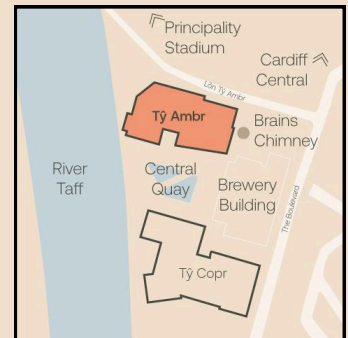 Principality
Stadium
Cardiff
Central
Lôn Tŷ Ambr
Tŷ Ambr
Brains
Chimney
River
Taff
Central
Quay
Brewery
Building
The Boulevard
Tŷ Copr